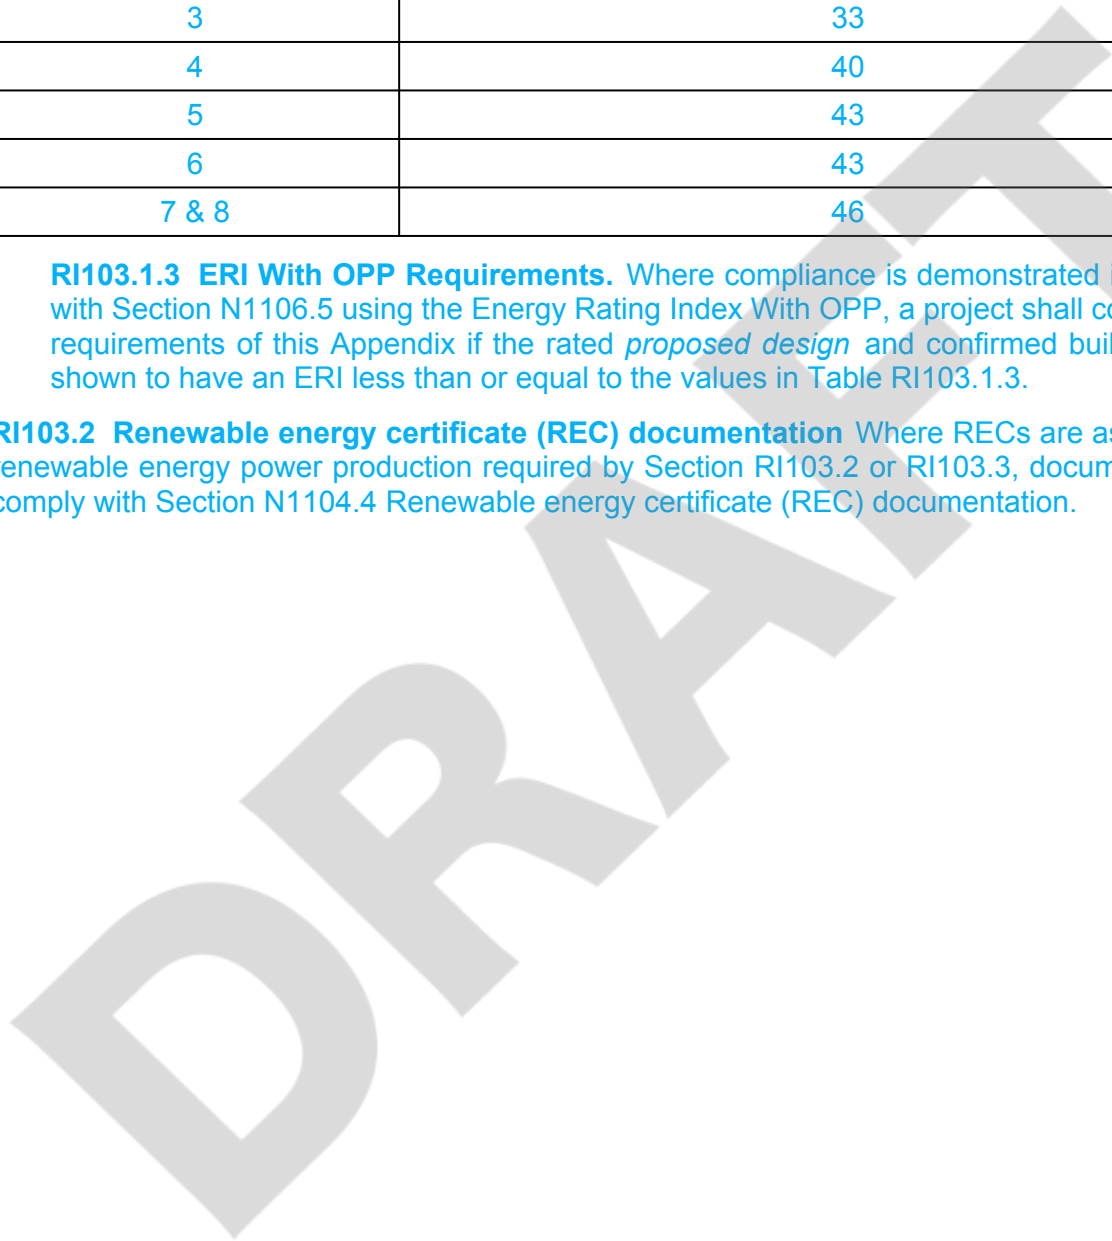 3 33
4 40
5 43
6 43
7 & 8 46
RI103.1.3 ERI With OPP Requirements. Where compliance is demonstrated
with Section N1106.5 using the Energy Rating Index With OPP, a project shall
requirements of this Appendix if the rated proposed design and confirmed
shown to have an ERI less than or equal to the values in Table RI103.1.3.
RI103.2 Renewable energy certificate (REC) documentation Where RECs are
renewable energy power production required by Section RI103.2 or RI103.3,
comply with Section N1104.4 Renewable energy certificate (REC) documentation.
DRAFT